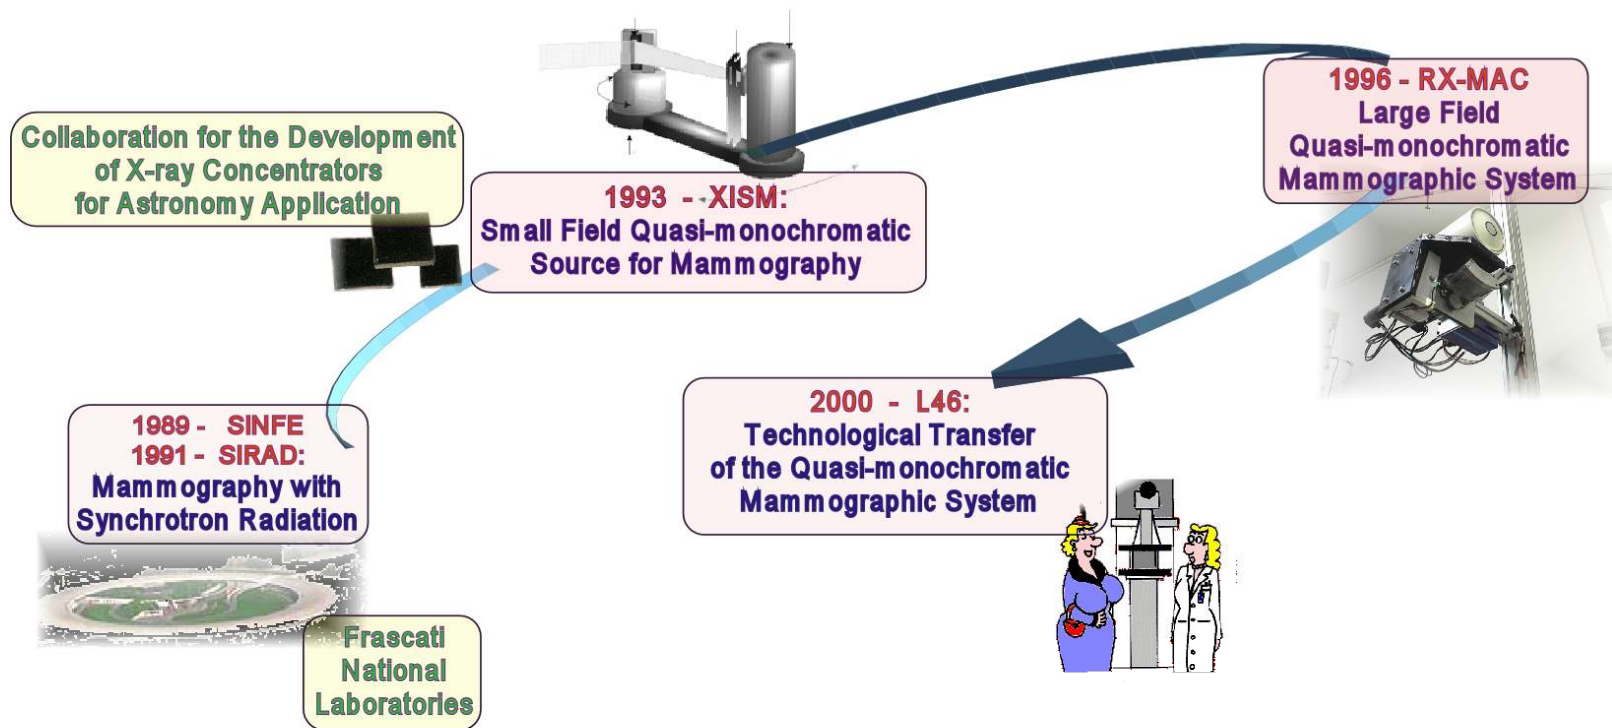 Collaboration for the Development
of X-ray Concentrators
for Astronomy Application
1993 - XISM:
Small Field Quasi-monochromatic
Source for Mammography
1996 - RX-MAC
Large Field
Quasi-monochromatic
Mammographic System
1989 - SINFE
1991 - SIRAD:
Mammography with
Synchrotron Radiation
2000 - L46:
Technological Transfer
of the Quasi-monochromatic
Mammographic System
Frascati
National
Laboratories